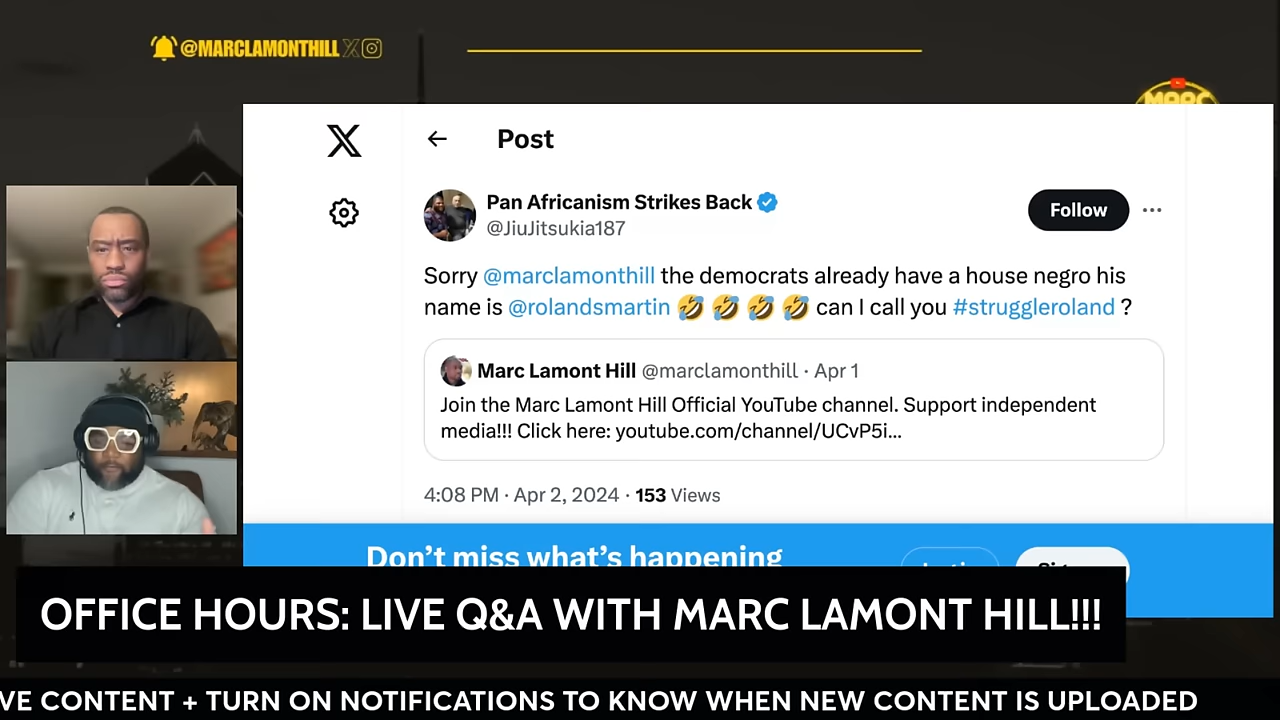 @MARCLAMONTHILL
MARC
Post
Pan Africanism Strikes Back
@JiuJitsukia187
Follow
Sorry @marclamonthill the democrats already have a house negro his
name is @rolandsmartin 🤣 🤣 🤣 🤣 can I call you #struggleroland ?
Marc Lamont Hill @marclamonthill · Apr 1
Join the Marc Lamont Hill Official YouTube channel. Support independent
media!!! Click here: youtube.com/channel/UCvP5i...
4:08 PM · Apr 2, 2024 · 153 Views
Don't miss what's happening
OFFICE HOURS: LIVE Q&A WITH MARC LAMONT HILL!!!
VE CONTENT + TURN ON NOTIFICATIONS TO KNOW WHEN NEW CONTENT IS UPLOADED